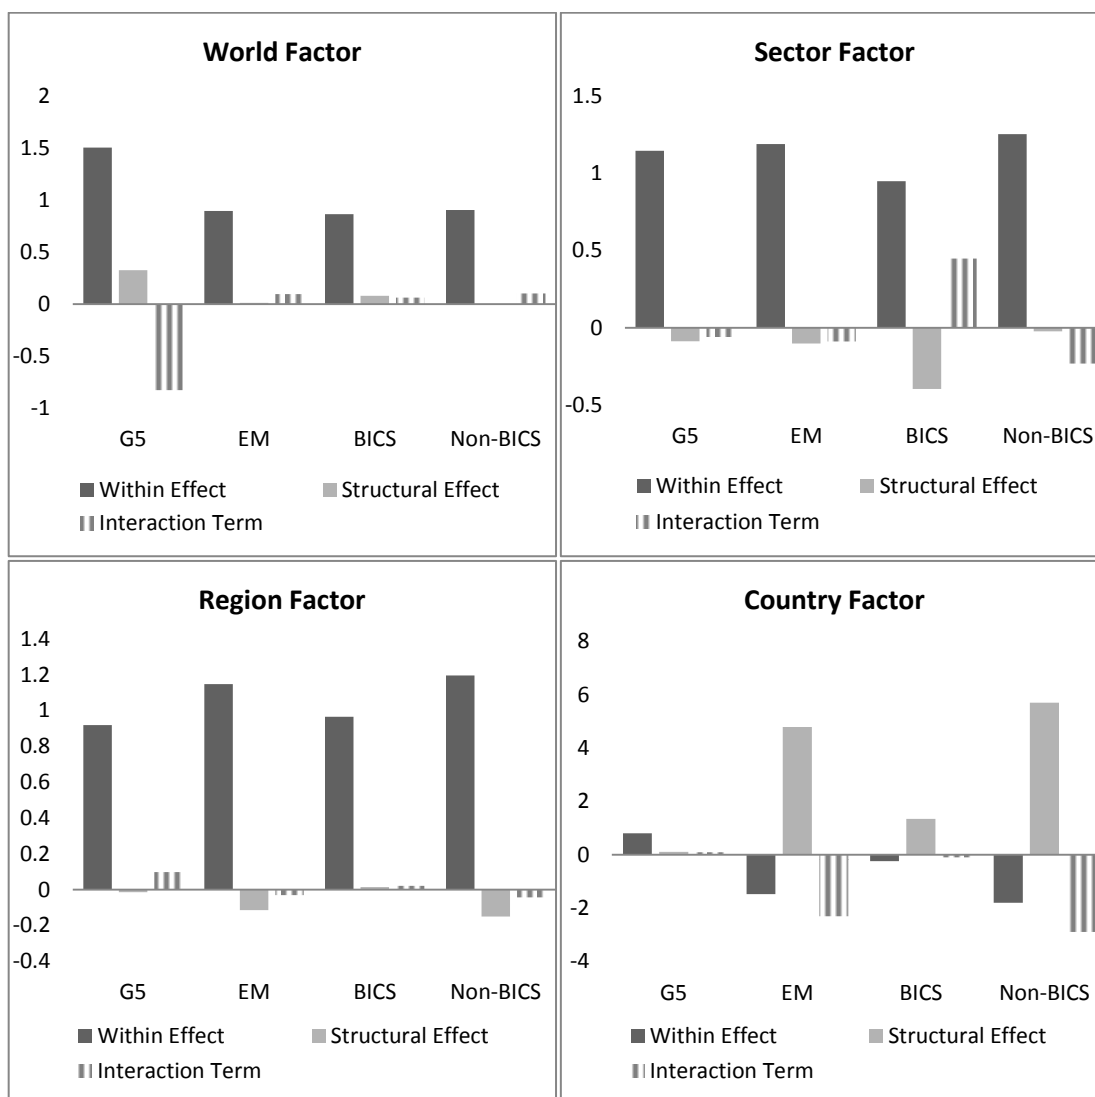 World Factor
2
1.5
1
0.5
0
-0.5
-1
G5 EM BICS Non-BICS
Within Effect Structural Effect
Interaction Term
Sector Factor
1.5
1
0.5
0
-0.5
G5 EM BICS Non-BICS
Within Effect Structural Effect
Interaction Term
Region Factor
1.4
1.2
1
0.8
0.6
0.4
0.2
0
-0.2
-0.4
G5 EM BICS Non-BICS
Within Effect Structural Effect
Interaction Term
Country Factor
8
6
4
2
0
-2
-4
G5 EM BICS Non-BICS
Within Effect Structural Effect
Interaction Term